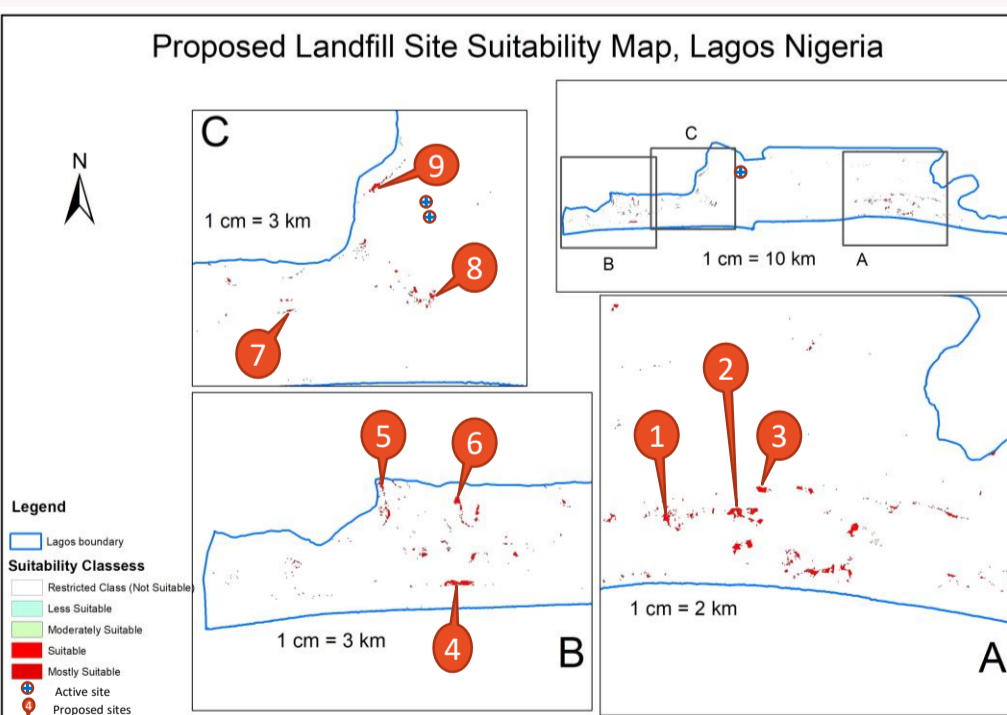 Proposed Landfill Site Suitability Map, Lagos Nigeria
N
C
9
1 cm = 3 km
8
7
C
B
1 cm = 10 km
A
5
6
1 cm = 3 km
4
B
2
1
3
1 cm = 2 km
A
Legend
Lagos boundary
Suitability Classess
Restricted Class (Not Suitable)
Less Suitable
Moderately Suitable
Suitable
Mostly Suitable
Active site
4
Proposed sites